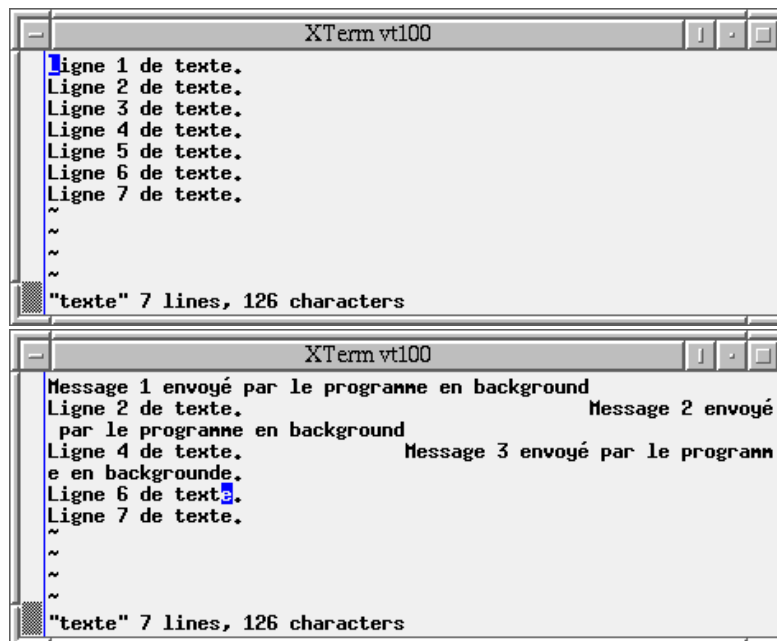 XTerm vt100
Ligne 1 de texte.
Ligne 2 de texte.
Ligne 3 de texte.
Ligne 4 de texte.
Ligne 5 de texte.
Ligne 6 de texte.
Ligne 7 de texte.
~
~
~
~
"texte" 7 lines, 126 characters
XTerm vt100
Message 1 envoyé par le programme en background
Ligne 2 de texte. Message 2 envoyé
par le programme en background
Ligne 4 de texte. Message 3 envoyé par le programm
e en backgrounde.
Ligne 6 de texte.
Ligne 7 de texte.
~
~
~
~
"texte" 7 lines, 126 characters